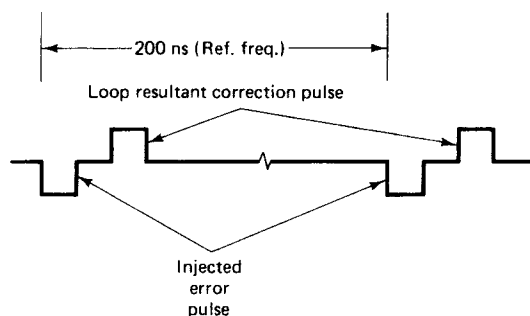 200 ns (Ref. freq.)
Loop resultant correction pulse
Injected
error
pulse